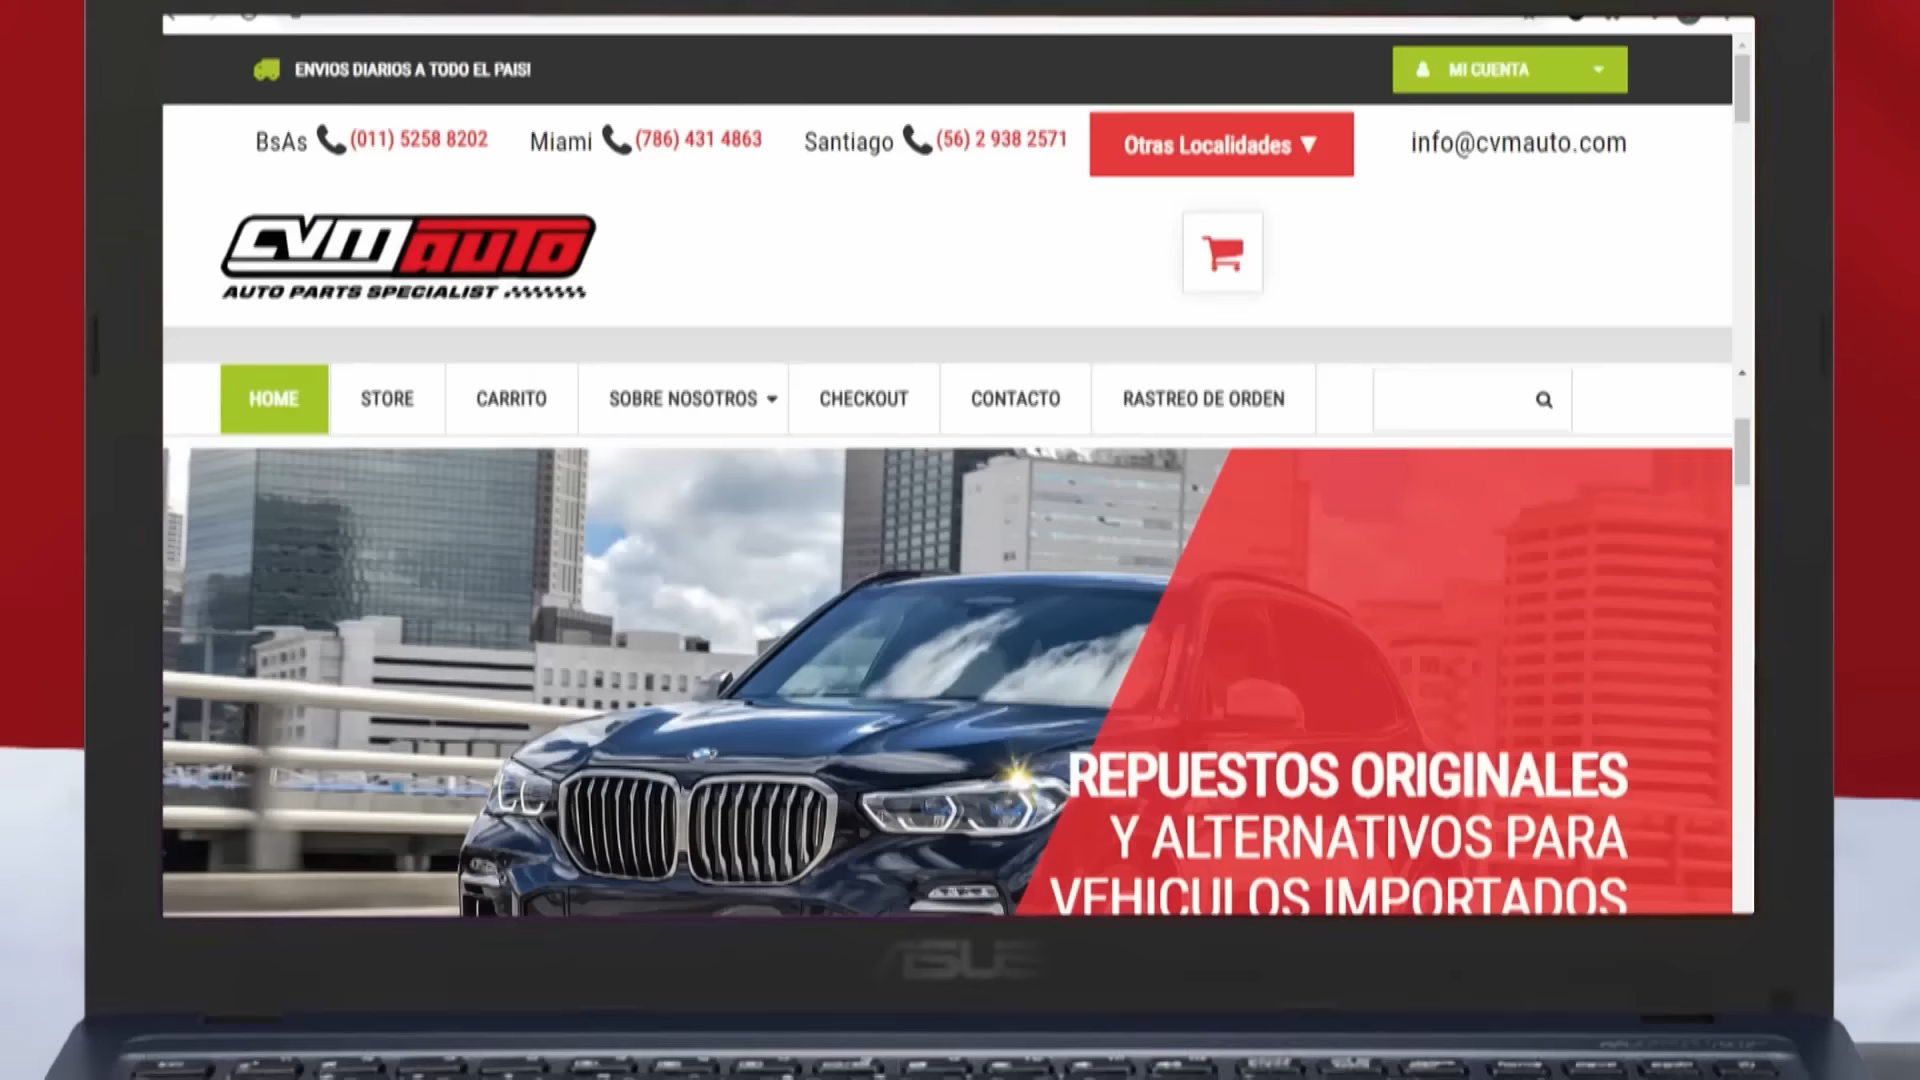 ENVIOS DIARIOS A TODO EL PAIS!
MI CUENTA
BsAs (011) 5258 8202 Miami (786) 431 4863 Santiago (56) 2 938 2571 Otras Localidades ▼ info@cvmauto.com
CVM AUTO
AUTO PARTS SPECIALIST
HOME STORE CARRITO SOBRE NOSOTROS CHECKOUT CONTACTO RASTREO DE ORDEN
REPUESTOS ORIGINALES
Y ALTERNATIVOS PARA
VEHICULOS IMPORTADOS
ASUS